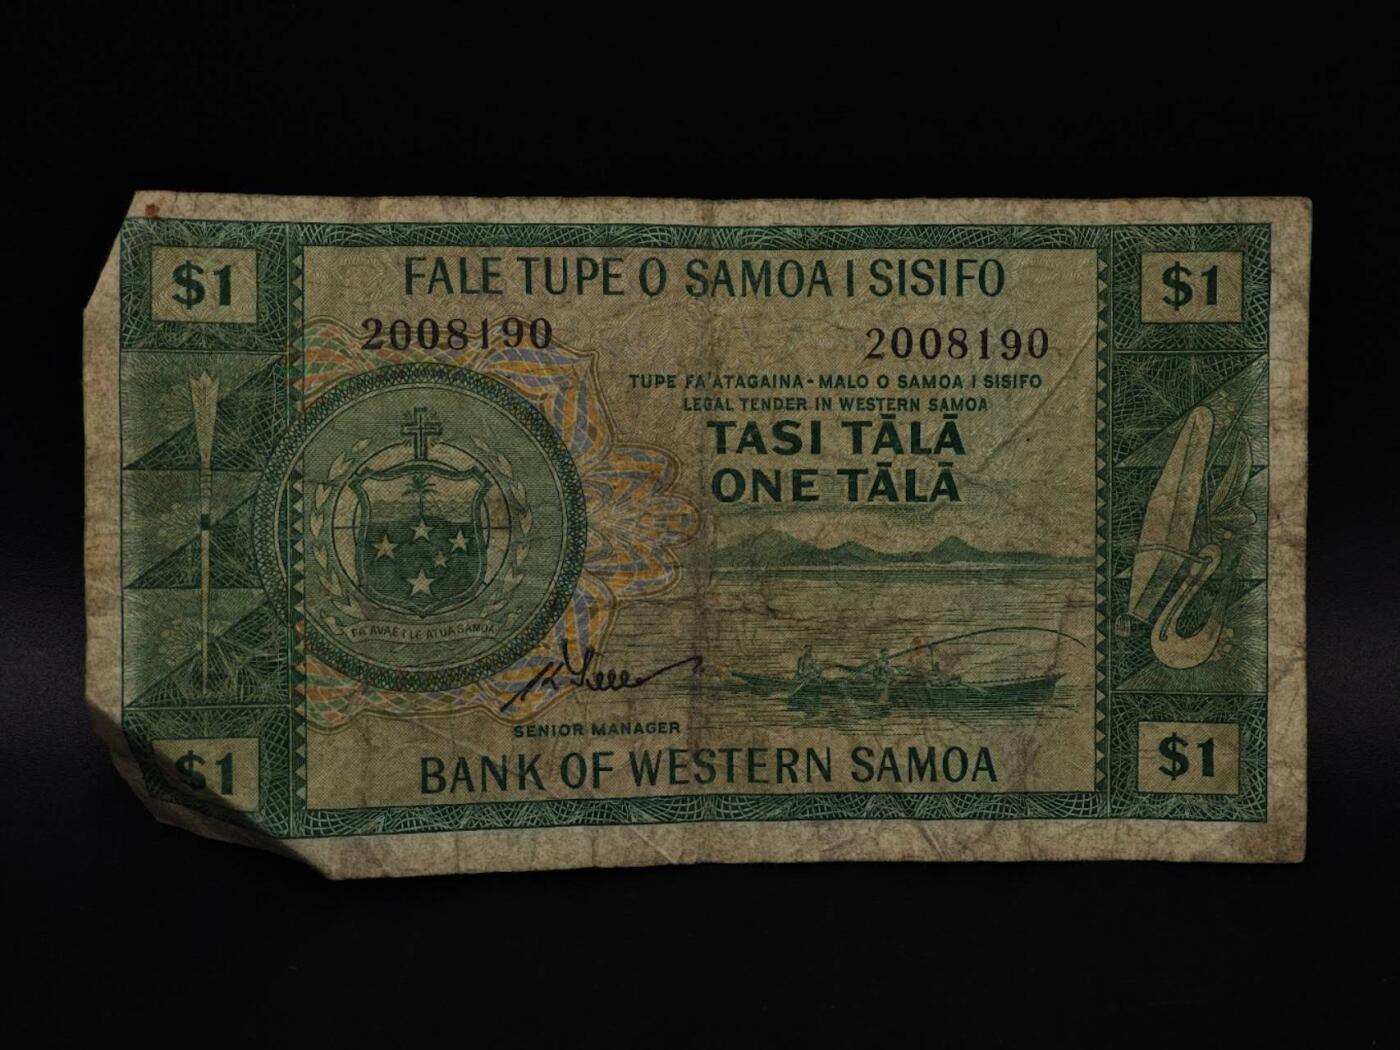 $1
FALE TUPE O SAMOA I SISIFO
$1
2008190
2008190
TUPE FA'ATAGAINA - MALO O SAMOA I SISIFO
LEGAL TENDER IN WESTERN SAMOA
TASI TĀLĀ
ONE TĀLĀ
FA'AVAE I LE ATUA SAMOA
SENIOR MANAGER
$1
BANK OF WESTERN SAMOA
$1